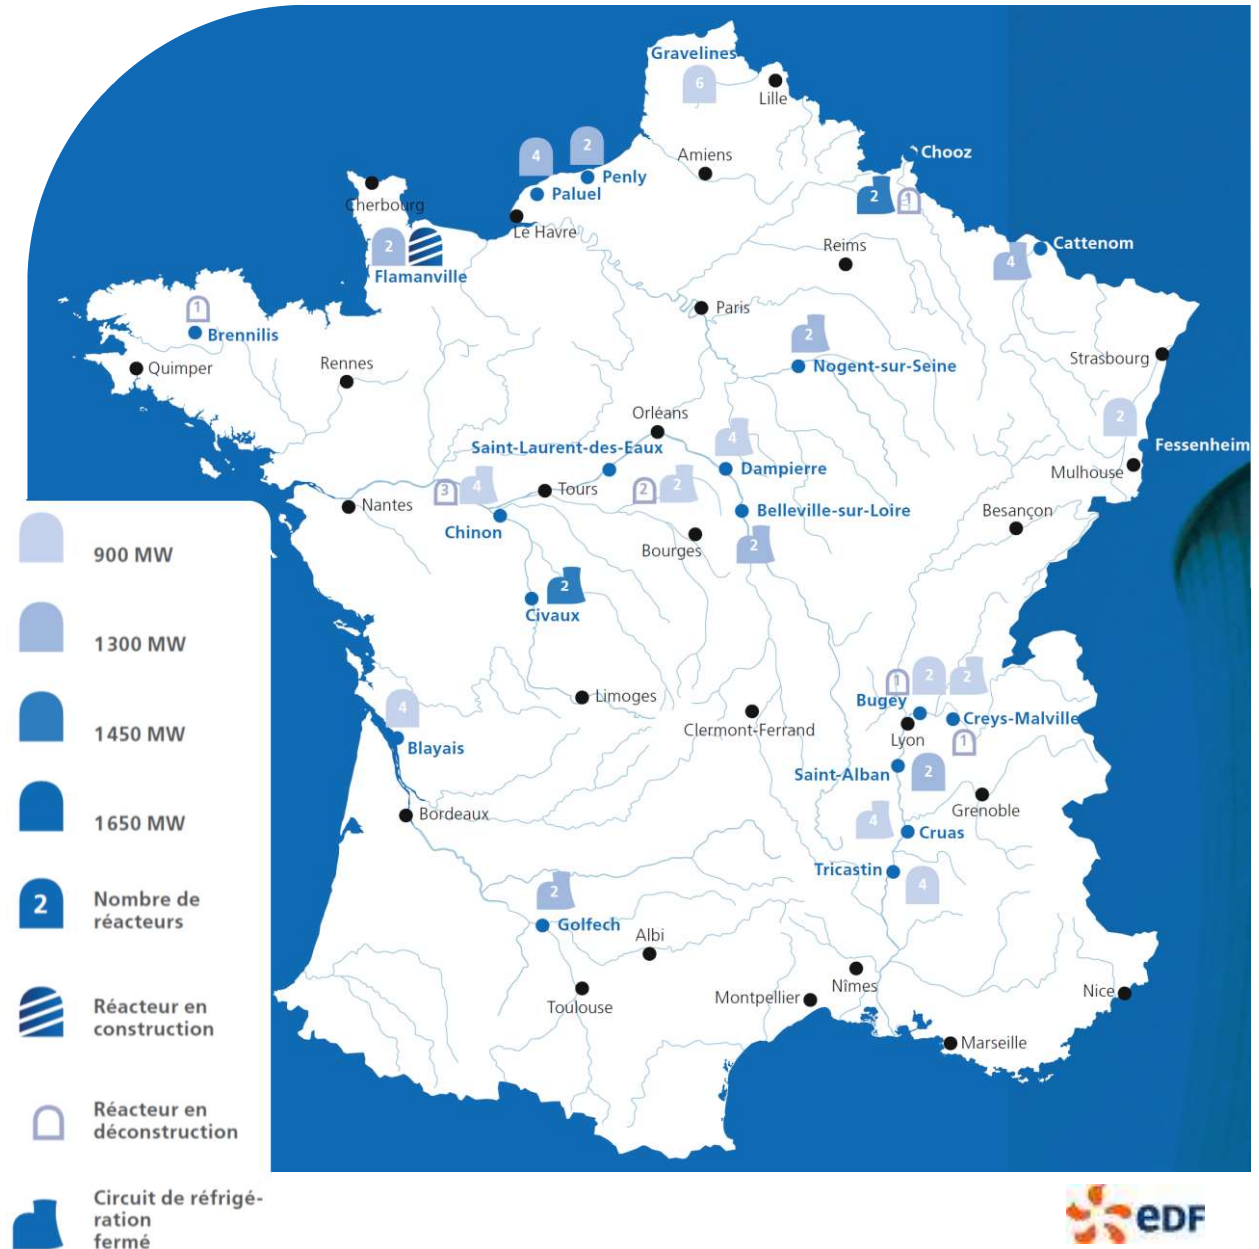 Gravelines
6
Lille
Amiens
Chooz
2
1
4
2
Penly
Paluel
Cherbourg
Le Havre
2
Flamanville
Reims
4
Cattenom
Paris
1
Brennilis
Quimper
Rennes
2
Nogent-sur-Seine
Strasbourg
2
Fessenheim
Mulhouse
Orléans
Saint-Laurent-des-Eaux
4
Dampierre
3
4
Tours
2
2
Belleville-sur-Loire
Nantes
Chinon
Bourges
2
Besançon
2
Civaux
Limoges
Clermont-Ferrand
1
2
2
Bugey
Creys-Malville
Lyon
1
4
Blayais
Saint-Alban
2
Grenoble
Bordeaux
4
Cruas
Tricastin
4
2
Golfech
Albi
Toulouse
Montpellier
Nîmes
Nice
Marseille
900 MW
1300 MW
1450 MW
1650 MW
2
Nombre de
réacteurs
Réacteur en
construction
Réacteur en
déconstruction
Circuit de réfrigé-
ration
fermé
eDF